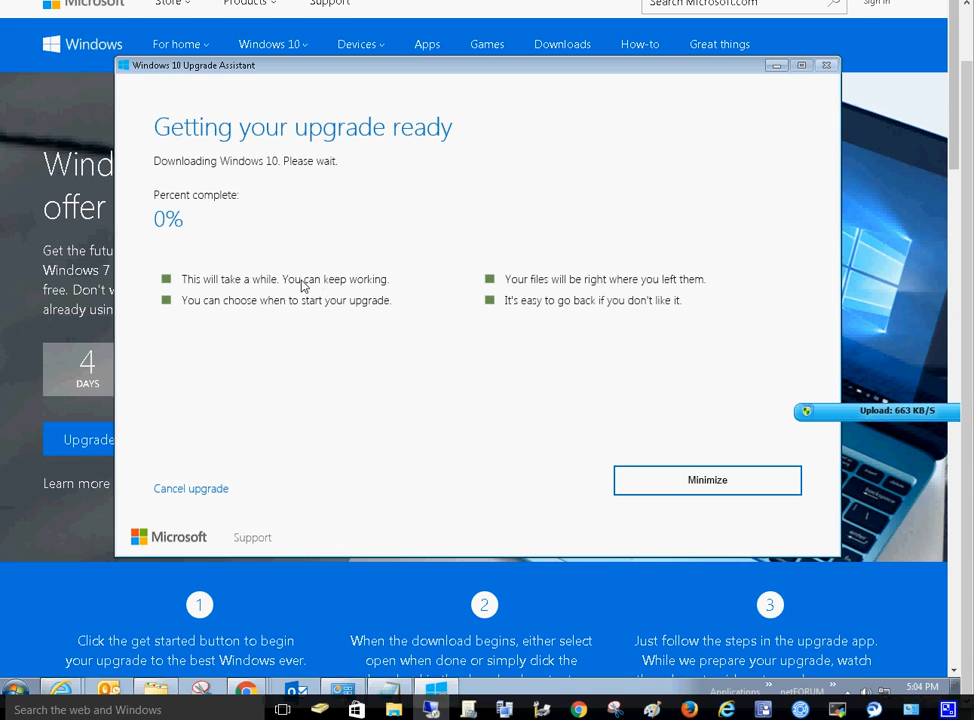 Microsoft
Store
Products
Support
Search Microsoft.com
Sign in
Windows
For home
Windows 10
Devices
Apps
Games
Downloads
How-to
Great things
Windows 10 Upgrade Assistant
Getting your upgrade ready
Downloading Windows 10. Please wait.
Percent complete:
0%
This will take a while. You can keep working.
You can choose when to start your upgrade.
Your files will be right where you left them.
It's easy to go back if you don't like it.
Cancel upgrade
Minimize
Microsoft
Support
Wind
offer
Get the futu
Windows 7
free. Don't
already usin
4
DAYS
Upgrade
Learn more
Upload: 663 KB/S
1
Click the get started button to begin
your upgrade to the best Windows ever.
2
When the download begins, either select
open when done or simply click the
3
Just follow the steps in the upgrade app.
While we prepare your upgrade, watch
Applications
netFORUM
5:04 PM
Search the web and Windows